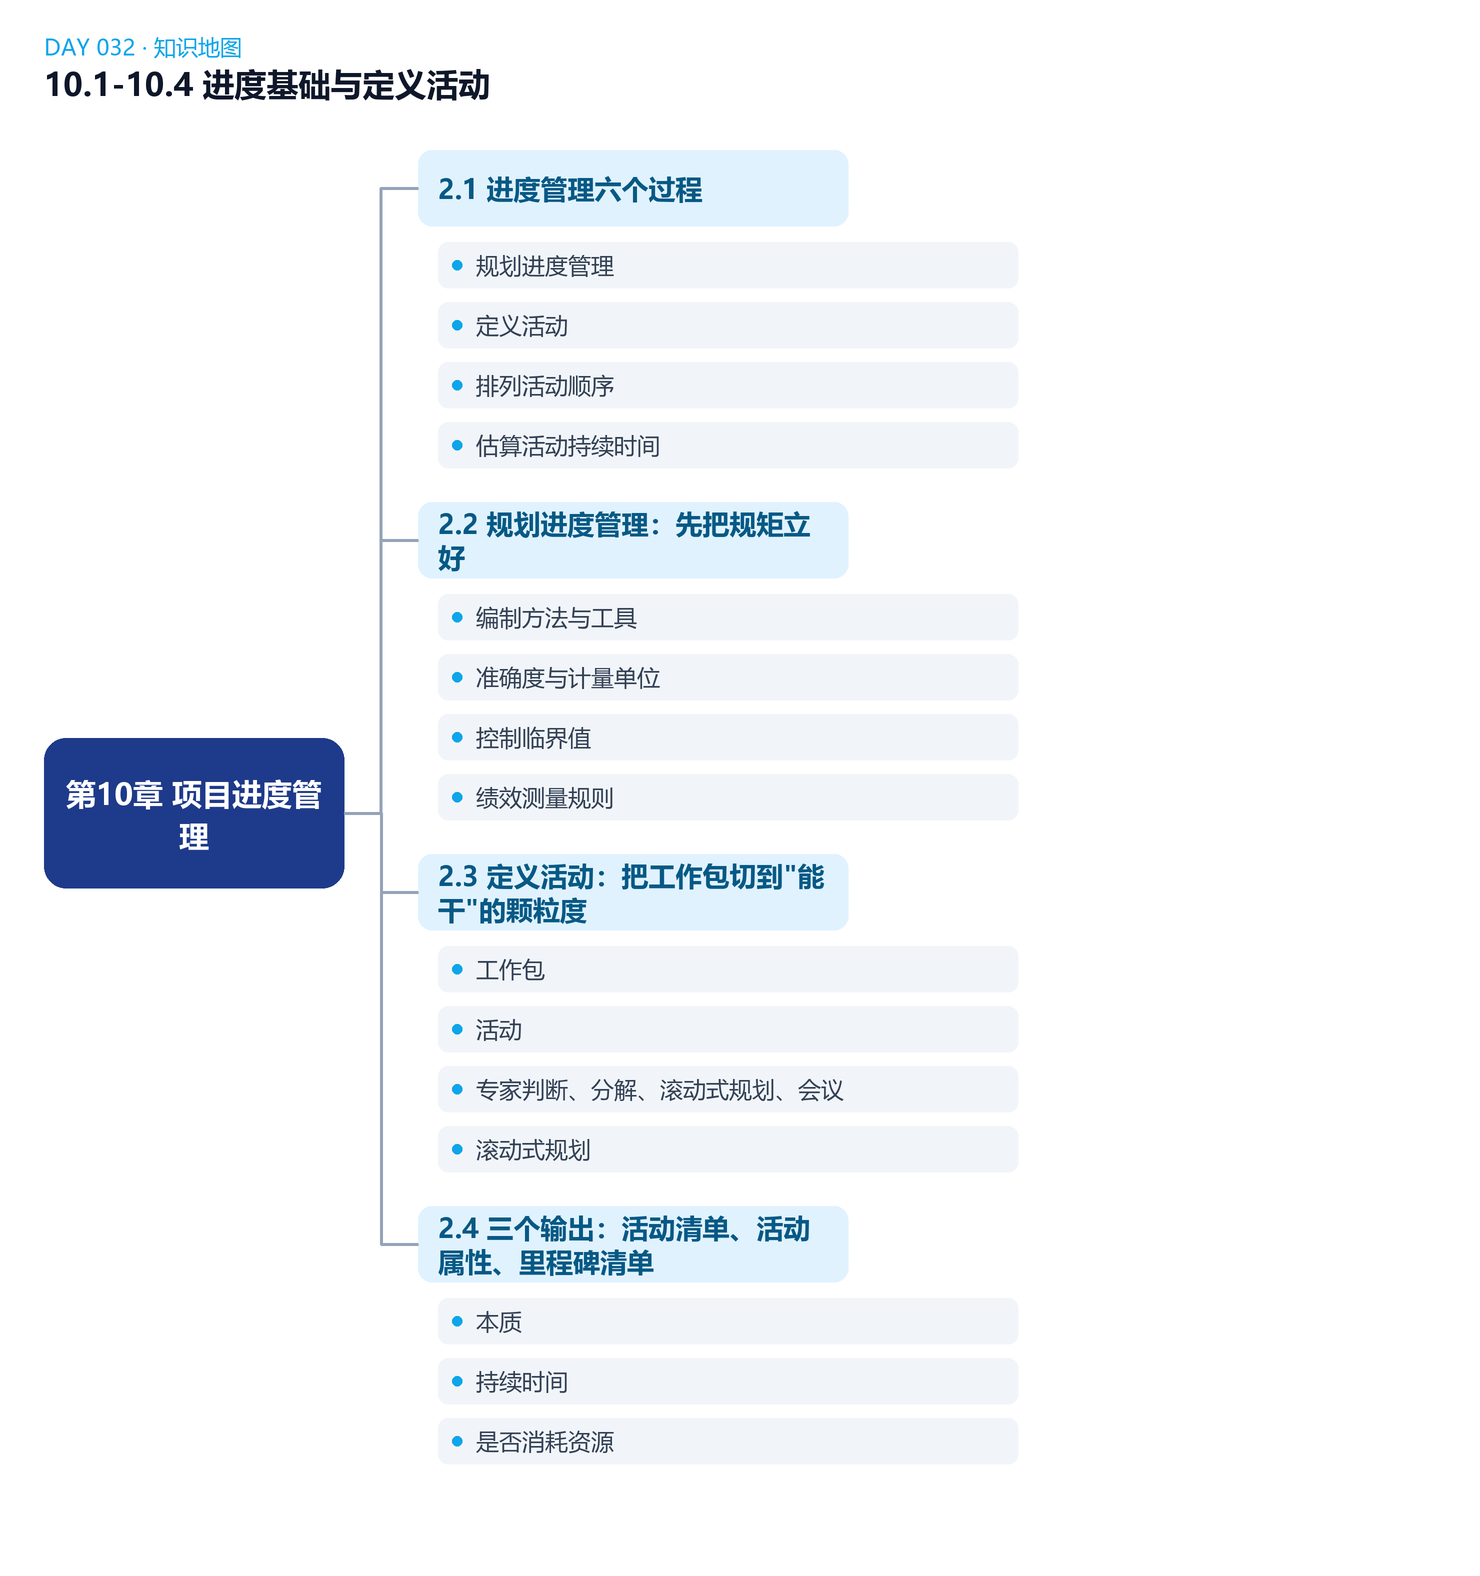 DAY 032 · 知识地图
10.1-10.4 进度基础与定义活动
2.1 进度管理六个过程
规划进度管理
定义活动
排列活动顺序
估算活动持续时间
2.2 规划进度管理：先把规矩立
好
编制方法与工具
准确度与计量单位
控制临界值
绩效测量规则
第10章 项目进度管
理
2.3 定义活动：把工作包切到"能
干"的颗粒度
工作包
活动
专家判断、分解、滚动式规划、会议
滚动式规划
2.4 三个输出：活动清单、活动
属性、里程碑清单
本质
持续时间
是否消耗资源